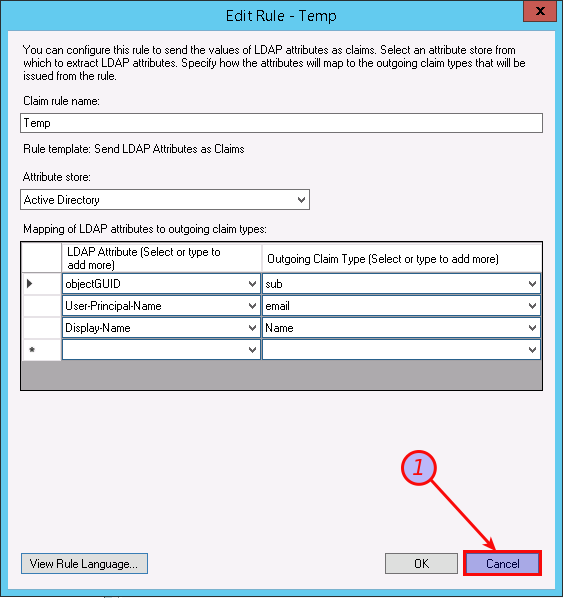 Edit Rule - Temp
x
You can configure this rule to send the values of LDAP attributes as claims. Select an attribute store from
which to extract LDAP attributes. Specify how the attributes will map to the outgoing claim types that will be
issued from the rule.
Claim rule name:
Temp
Rule template: Send LDAP Attributes as Claims
Attribute store:
Active Directory
Mapping of LDAP attributes to outgoing claim types:
LDAP Attribute (Select or type to
add more)
Outgoing Claim Type (Select or type to add more)
objectGUID sub
User-Principal-Name email
Display-Name Name
*
1
View Rule Language... OK Cancel